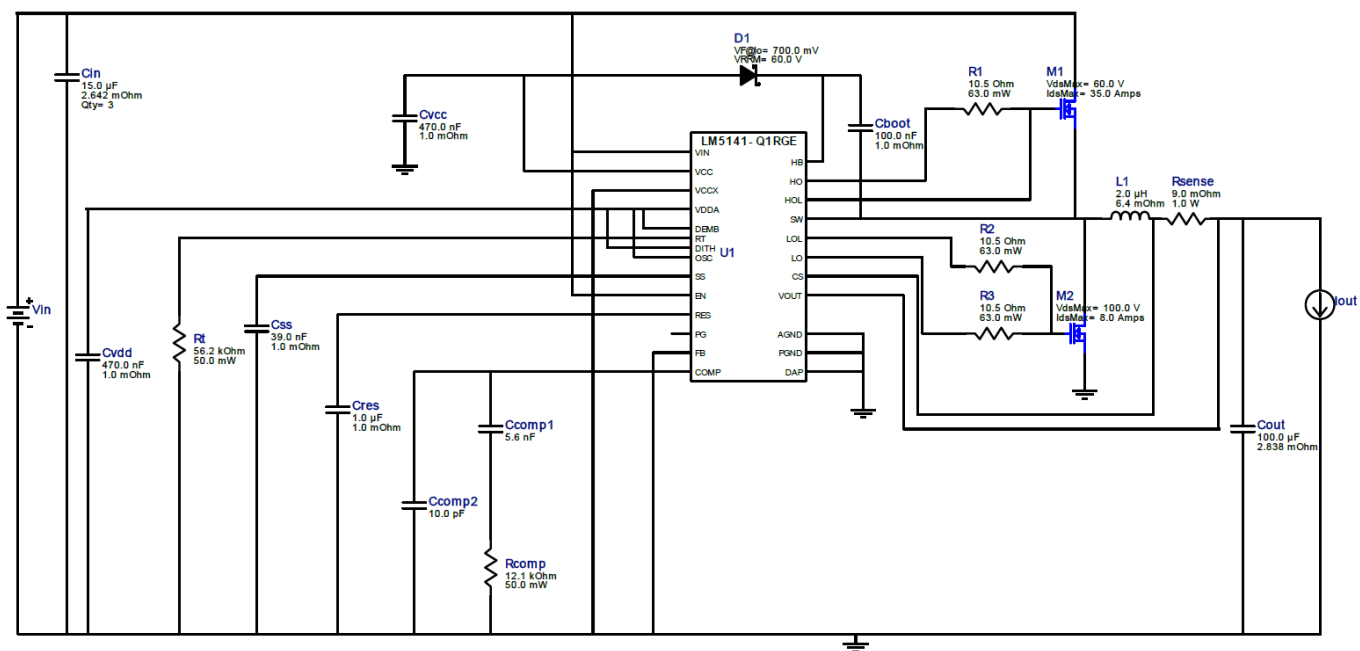 Cin
15.0 µF
2.642 mOhm
Qty= 3
D1
VF@Io= 700.0 mV
VRRM= 60.0 V
Cvcc
470.0 nF
1.0 mOhm
Cboot
100.0 nF
1.0 mOhm
R1
10.5 Ohm
63.0 mW
M1
VdsMax= 60.0 V
IdsMax= 35.0 Amps
LM5141-Q1RGE
VIN
VCC
VCCX
VDDA
DEMB
RT
DITH
OSC
SS
EN
RES
PG
FB
COMP
U1
HB
HO
HOL
SW
LOL
LO
CS
VOUT
AGND
PGND
DAP
L1
2.0 µH
6.4 mOhm
Rsense
9.0 mOhm
1.0 W
R2
10.5 Ohm
63.0 mW
R3
10.5 Ohm
63.0 mW
M2
VdsMax= 100.0 V
IdsMax= 8.0 Amps
Vin
Iout
Cvdd
470.0 nF
1.0 mOhm
Rt
56.2 kOhm
50.0 mW
Css
39.0 nF
1.0 mOhm
Cres
1.0 µF
1.0 mOhm
Ccomp1
5.6 nF
Ccomp2
10.0 pF
Rcomp
12.1 kOhm
50.0 mW
Cout
100.0 µF
2.838 mOhm